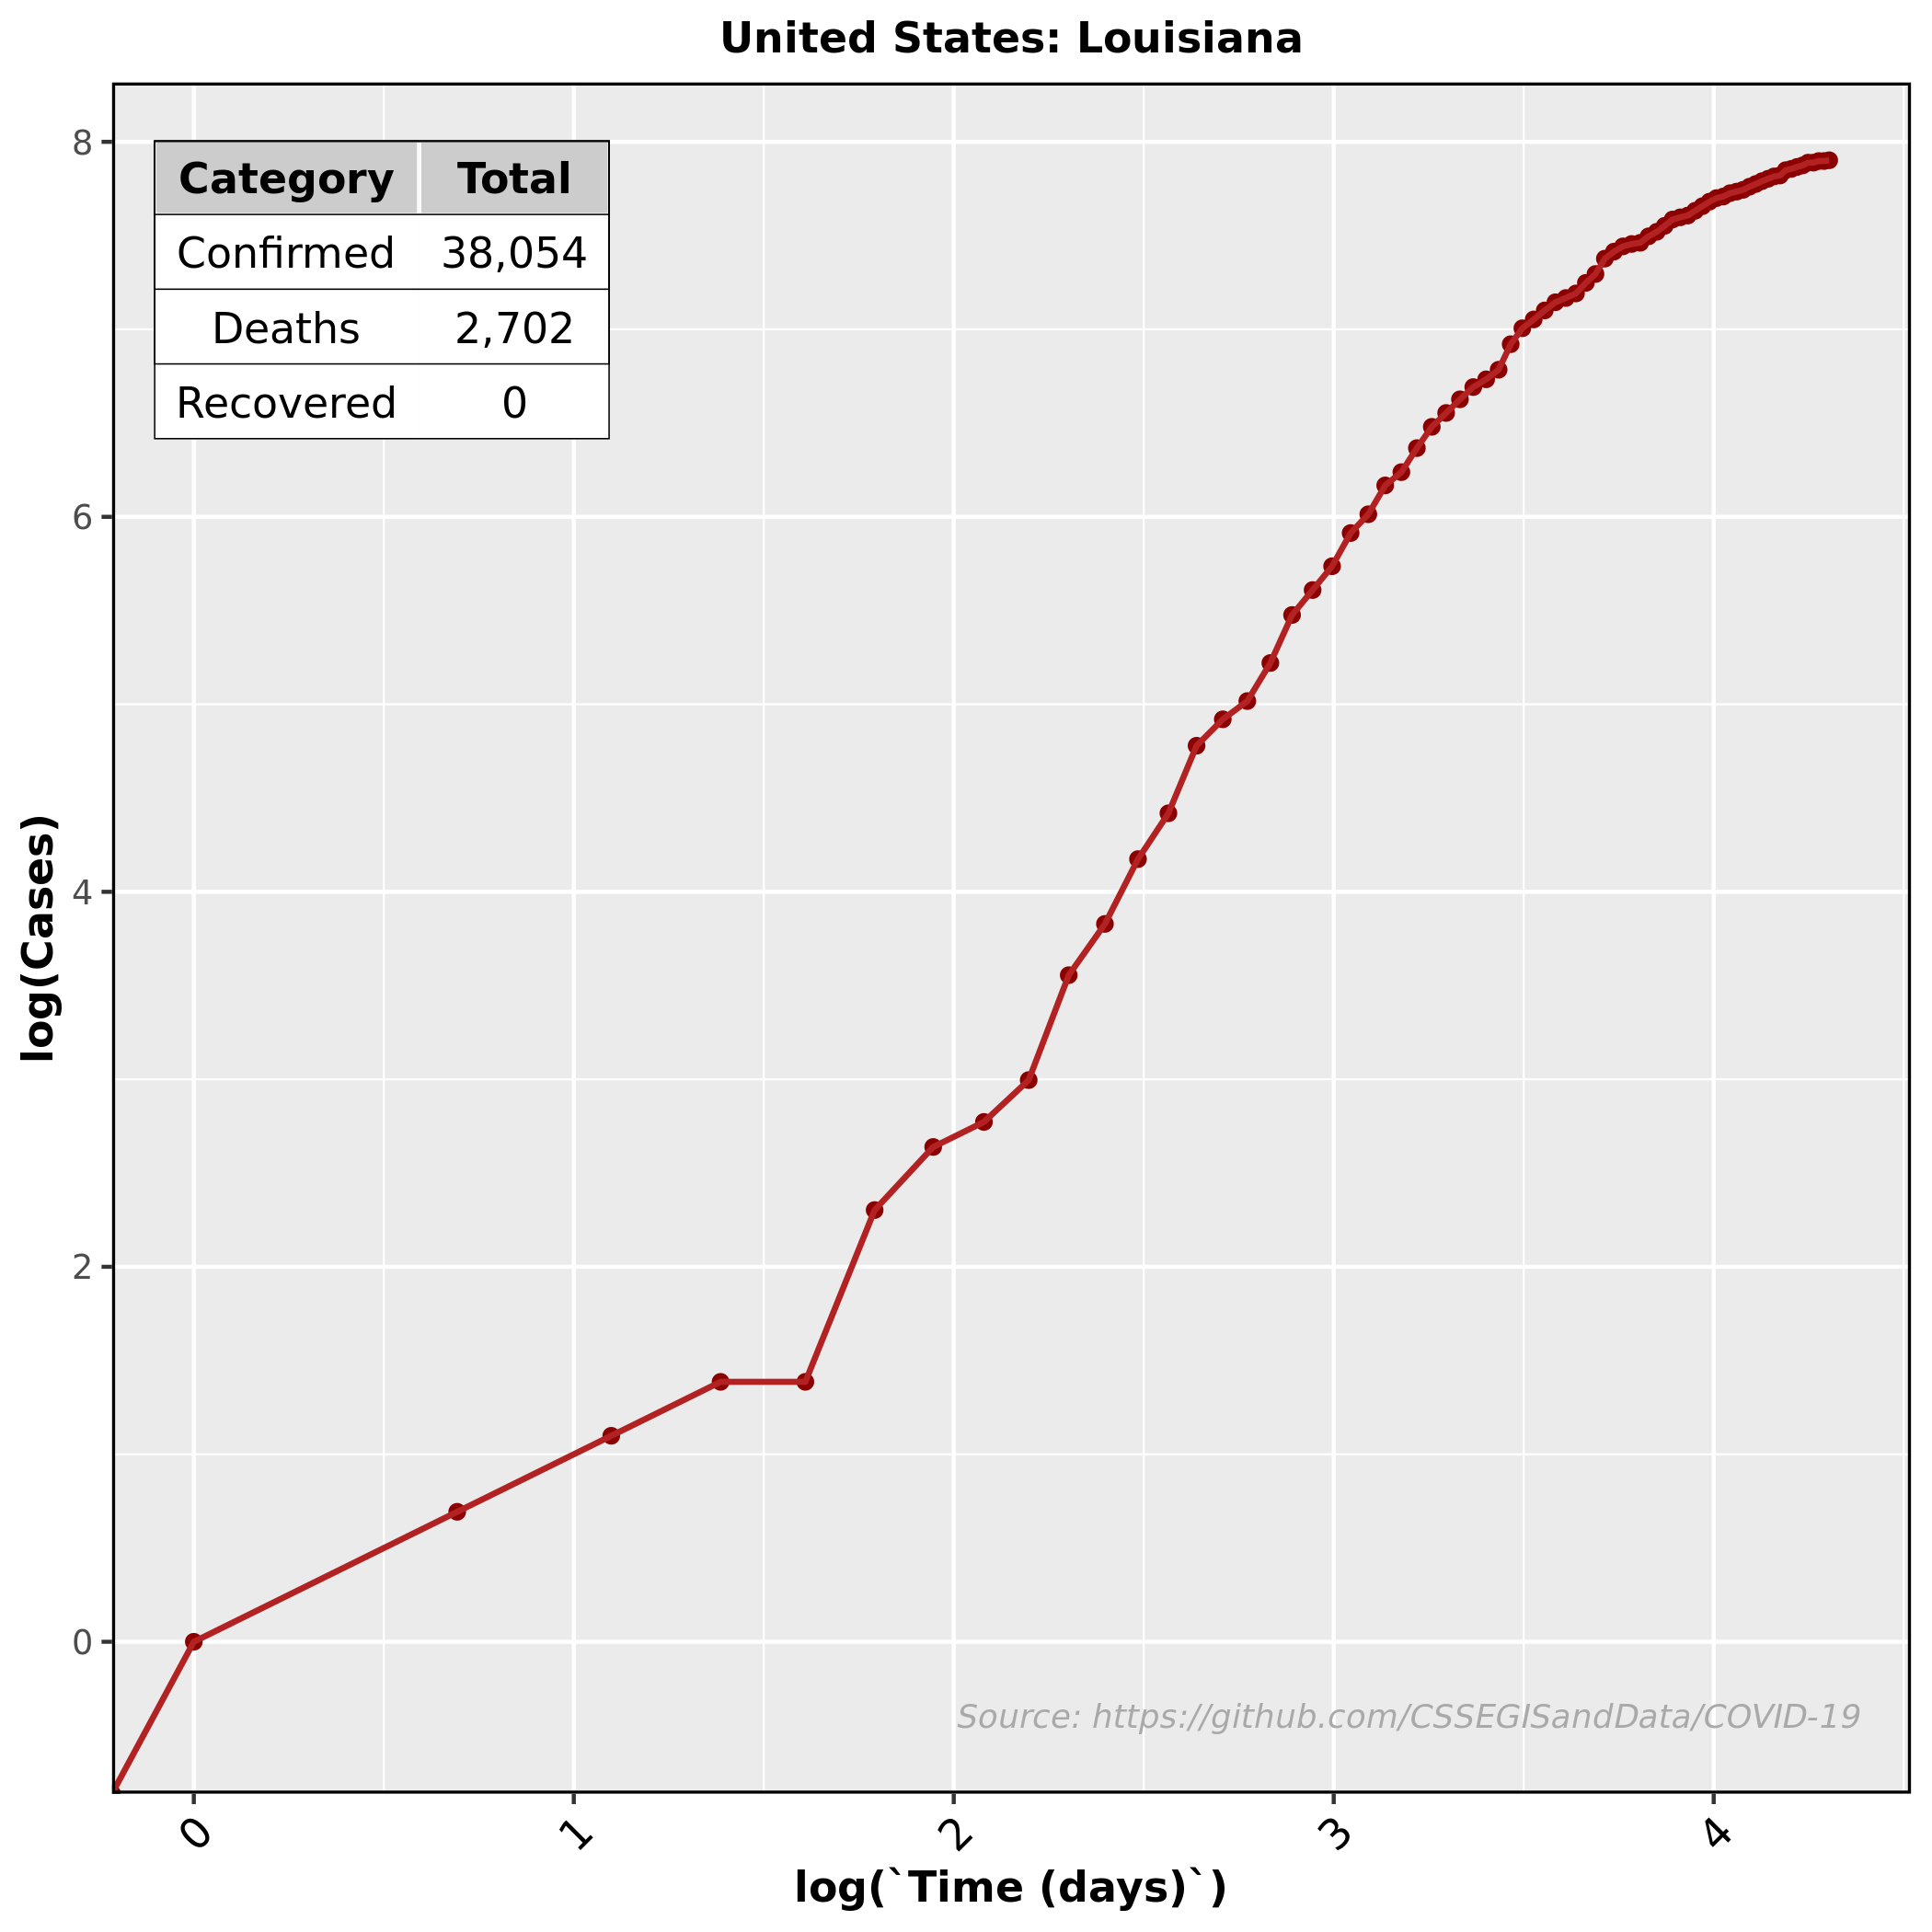 United States: Louisiana
Category Total
Confirmed 38,054
Deaths 2,702
Recovered 0
8
6
4
2
0
log(Cases)
Source: https://github.com/CSSEGISandData/COVID-19
0 1 2 3 4
log(`Time (days)`)